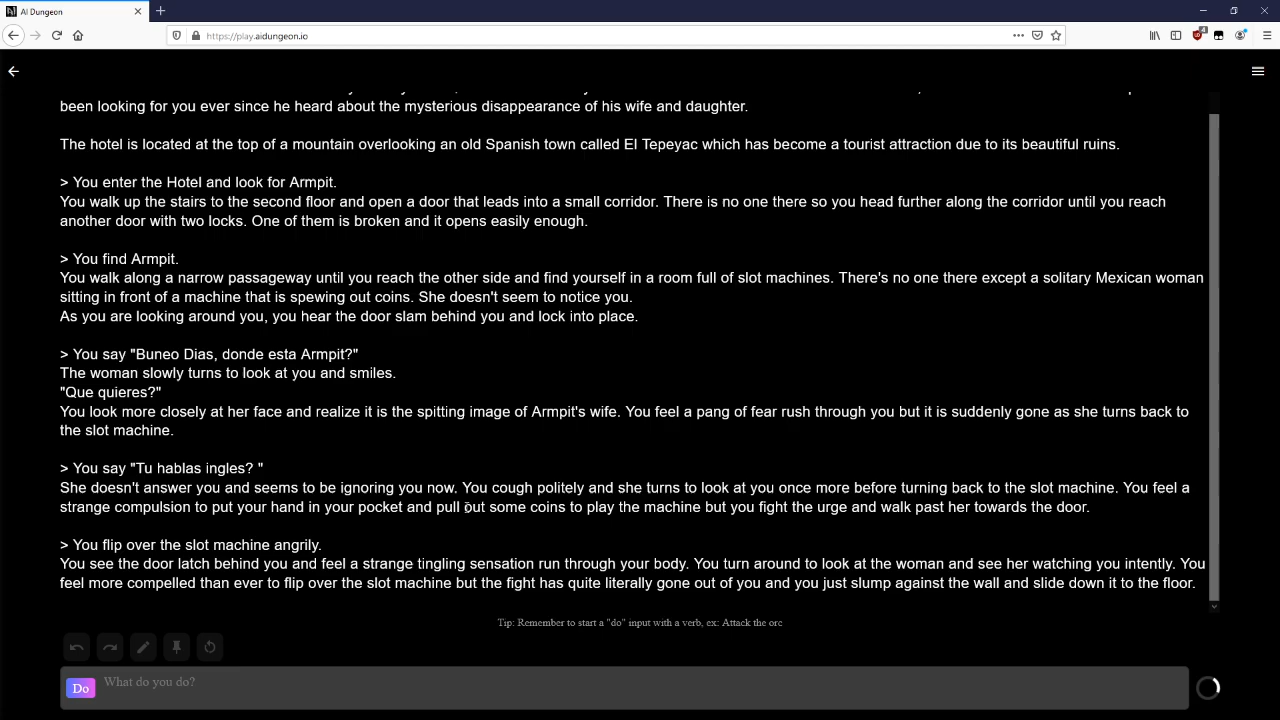 AI Dungeon
https://play.aidungeon.io
been looking for you ever since he heard about the mysterious disappearance of his wife and daughter.
The hotel is located at the top of a mountain overlooking an old Spanish town called El Tepeyac which has become a tourist attraction due to its beautiful ruins.
> You enter the Hotel and look for Armpit.
You walk up the stairs to the second floor and open a door that leads into a small corridor. There is no one there so you head further along the corridor until you reach
another door with two locks. One of them is broken and it opens easily enough.
> You find Armpit.
You walk along a narrow passageway until you reach the other side and find yourself in a room full of slot machines. There's no one there except a solitary Mexican woman
sitting in front of a machine that is spewing out coins. She doesn't seem to notice you.
As you are looking around you, you hear the door slam behind you and lock into place.
> You say "Buneo Dias, donde esta Armpit?"
The woman slowly turns to look at you and smiles.
"Que quieres?"
You look more closely at her face and realize it is the spitting image of Armpit's wife. You feel a pang of fear rush through you but it is suddenly gone as she turns back to
the slot machine.
> You say "Tu hablas ingles? "
She doesn't answer you and seems to be ignoring you now. You cough politely and she turns to look at you once more before turning back to the slot machine. You feel a
strange compulsion to put your hand in your pocket and pull out some coins to play the machine but you fight the urge and walk past her towards the door.
> You flip over the slot machine angrily.
You see the door latch behind you and feel a strange tingling sensation run through your body. You turn around to look at the woman and see her watching you intently. You
feel more compelled than ever to flip over the slot machine but the fight has quite literally gone out of you and you just slump against the wall and slide down it to the floor.
Tip: Remember to start a "do" input with a verb, ex: Attack the orc
Do What do you do?